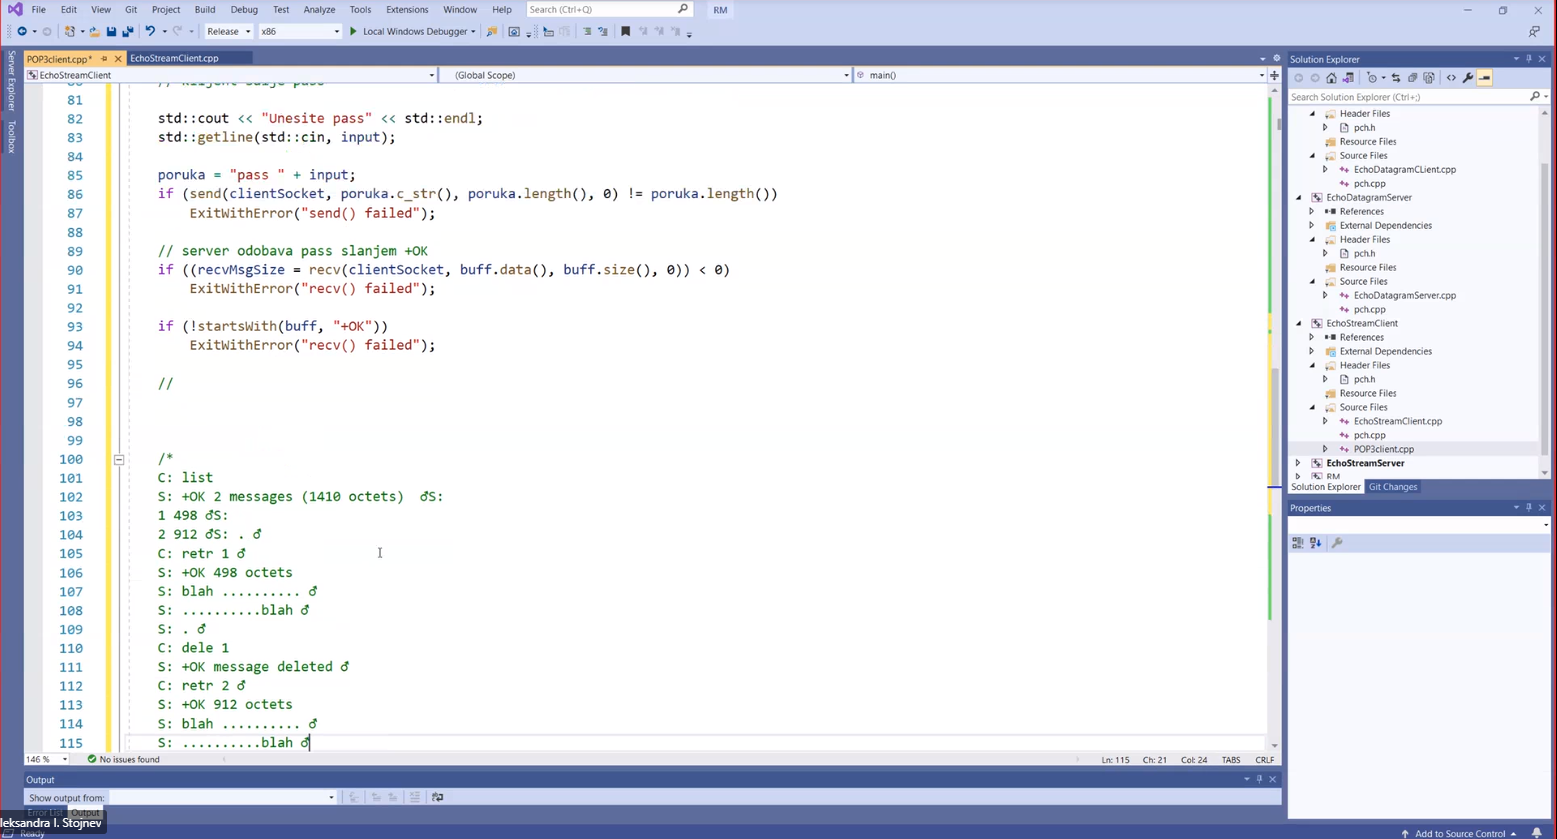 File Edit View Git Project Build Debug Test Analyze Tools Extensions Window Help Search (Ctrl+Q) RM
Release x86 Local Windows Debugger
POP3client.cpp* EchoStreamClient.cpp
EchoStreamClient (Global Scope) main()
Server Explorer
Toolbox
81
82 std::cout << "Unesite pass" << std::endl;
83 std::getline(std::cin, input);
84
85 poruka = "pass " + input;
86 if (send(clientSocket, poruka.c_str(), poruka.length(), 0) != poruka.length())
87 ExitWithError("send() failed");
88
89 // server odobava pass slanjem +OK
90 if ((recvMsgSize = recv(clientSocket, buff.data(), buff.size(), 0)) < 0)
91 ExitWithError("recv() failed");
92
93 if (!startsWith(buff, "+OK"))
94 ExitWithError("recv() failed");
95
96 //
97
98
99
100 /*
101 C: list
102 S: +OK 2 messages (1410 octets) ♂S:
103 1 498 ♂S:
104 2 912 ♂S: . ♂
105 C: retr 1 ♂
106 S: +OK 498 octets
107 S: blah .......... ♂
108 S: ..........blah ♂
109 S: . ♂
110 C: dele 1
111 S: +OK message deleted ♂
112 C: retr 2 ♂
113 S: +OK 912 octets
114 S: blah .......... ♂
115 S: ..........blah ♂
146 % No issues found Ln: 115 Ch: 21 Col: 24 TABS CRLF
Output
Show output from:
Error List Output
leksandra I. Stojnev
Ready
Solution Explorer
Search Solution Explorer (Ctrl+;)
Header Files
pch.h
Resource Files
Source Files
EchoDatagramCLient.cpp
pch.cpp
EchoDatagramServer
References
External Dependencies
Header Files
pch.h
Resource Files
Source Files
EchoDatagramServer.cpp
pch.cpp
EchoStreamClient
References
External Dependencies
Header Files
pch.h
Resource Files
Source Files
EchoStreamClient.cpp
pch.cpp
POP3client.cpp
EchoStreamServer
RM
Solution Explorer Git Changes
Properties
Add to Source Control